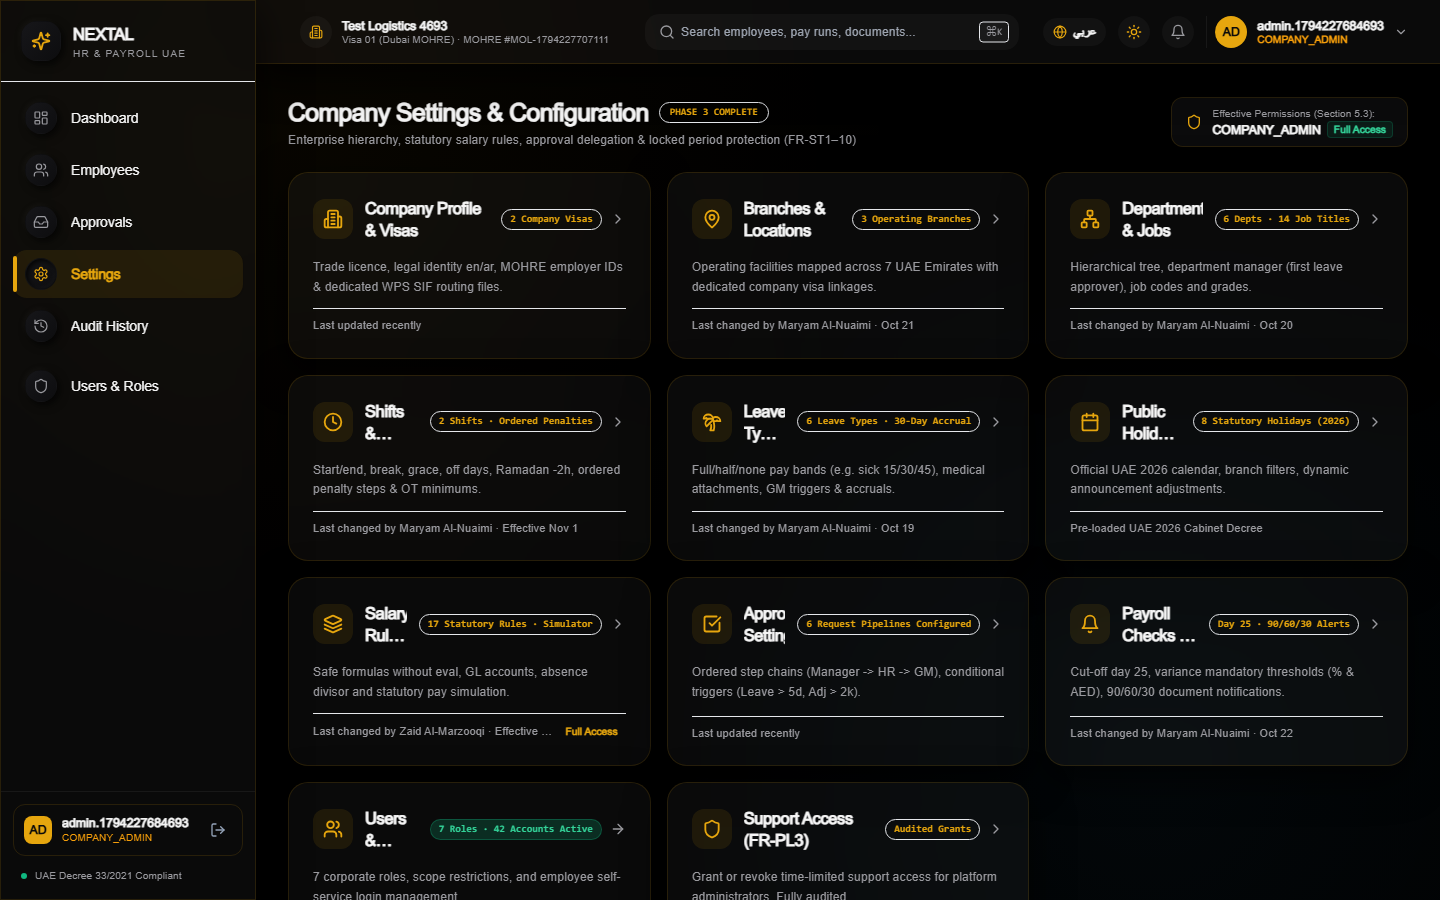 NEXTAL
HR & PAYROLL UAE
Dashboard
Employees
Approvals
Settings
Audit History
Users & Roles
AD
admin.1794227684693
COMPANY_ADMIN
UAE Decree 33/2021 Compliant
Test Logistics 4693
Visa 01 (Dubai MOHRE) · MOHRE #MOL-1794227707111
Search employees, pay runs, documents...
⌘K
عربي
AD
admin.1794227684693
COMPANY_ADMIN
Company Settings & Configuration
PHASE 3 COMPLETE
Enterprise hierarchy, statutory salary rules, approval delegation & locked period protection (FR-ST1–10)
Effective Permissions (Section 5.3):
COMPANY_ADMIN Full Access
Company Profile
& Visas
2 Company Visas
Trade licence, legal identity en/ar, MOHRE employer IDs
& dedicated WPS SIF routing files.
Last updated recently
Branches &
Locations
3 Operating Branches
Operating facilities mapped across 7 UAE Emirates with
dedicated company visa linkages.
Last changed by Maryam Al-Nuaimi · Oct 21
Department
& Jobs
6 Depts · 14 Job Titles
Hierarchical tree, department manager (first leave
approver), job codes and grades.
Last changed by Maryam Al-Nuaimi · Oct 20
Shifts
&...
2 Shifts · Ordered Penalties
Start/end, break, grace, off days, Ramadan -2h, ordered
penalty steps & OT minimums.
Last changed by Maryam Al-Nuaimi · Effective Nov 1
Leave
Ty...
6 Leave Types · 30-Day Accrual
Full/half/none pay bands (e.g. sick 15/30/45), medical
attachments, GM triggers & accruals.
Last changed by Maryam Al-Nuaimi · Oct 19
Public
Holid...
8 Statutory Holidays (2026)
Official UAE 2026 calendar, branch filters, dynamic
announcement adjustments.
Pre-loaded UAE 2026 Cabinet Decree
Salary
Rul...
17 Statutory Rules · Simulator
Safe formulas without eval, GL accounts, absence
divisor and statutory pay simulation.
Last changed by Zaid Al-Marzooqi · Effective ...
Full Access
Appro
Setting
6 Request Pipelines Configured
Ordered step chains (Manager -> HR -> GM), conditional
triggers (Leave > 5d, Adj > 2k).
Last updated recently
Payroll
Checks ...
Day 25 · 90/60/30 Alerts
Cut-off day 25, variance mandatory thresholds (% &
AED), 90/60/30 document notifications.
Last changed by Maryam Al-Nuaimi · Oct 22
Users
&...
7 Roles · 42 Accounts Active
7 corporate roles, scope restrictions, and employee self-
service login management.
Support Access
(FR-PL3)
Audited Grants
Grant or revoke time-limited support access for platform
administrators. Fully audited.